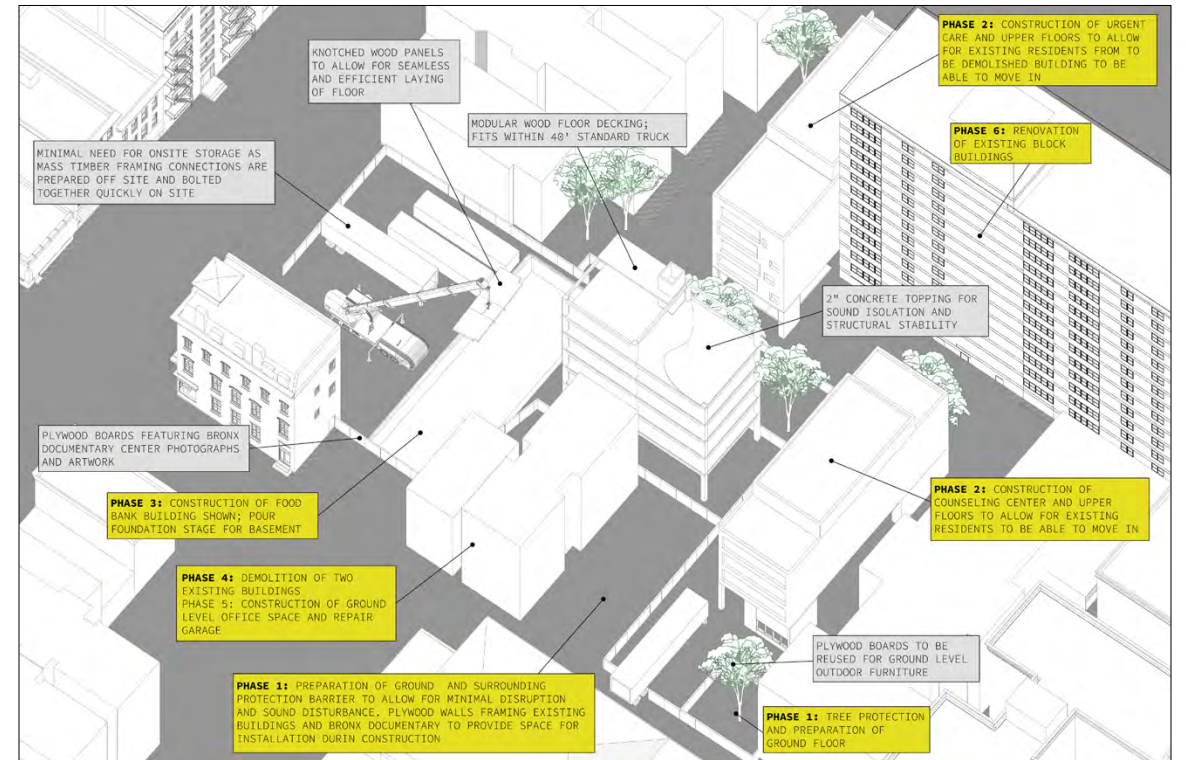 PHASE 2: CONSTRUCTION OF URGENT
CARE AND UPPER FLOORS TO ALLOW
FOR EXISTING RESIDENTS FROM TO
BE DEMOLISHED BUILDING TO BE
ABLE TO MOVE IN
KNOTCHED WOOD PANELS
TO ALLOW FOR SEAMLESS
AND EFFICIENT LAYING
OF FLOOR
MODULAR WOOD FLOOR DECKING;
FITS WITHIN 40' STANDARD TRUCK
PHASE 6: RENOVATION
OF EXISTING BLOCK
BUILDINGS
MINIMAL NEED FOR ONSITE STORAGE AS
MASS TIMBER FRAMING CONNECTIONS ARE
PREPARED OFF SITE AND BOLTED
TOGETHER QUICKLY ON SITE
2" CONCRETE TOPPING FOR
SOUND ISOLATION AND
STRUCTURAL STABILITY
PLYWOOD BOARDS FEATURING BRONX
DOCUMENTARY CENTER PHOTOGRAPHS
AND ARTWORK
PHASE 3: CONSTRUCTION OF FOOD
BANK BUILDING SHOWN; POUR
FOUNDATION STAGE FOR BASEMENT
PHASE 2: CONSTRUCTION OF
COUNSELING CENTER AND UPPER
FLOORS TO ALLOW FOR EXISTING
RESIDENTS TO BE ABLE TO MOVE IN
PHASE 4: DEMOLITION OF TWO
EXISTING BUILDINGS
PHASE 5: CONSTRUCTION OF GROUND
LEVEL OFFICE SPACE AND REPAIR
GARAGE
PLYWOOD BOARDS TO BE
REUSED FOR GROUND LEVEL
OUTDOOR FURNITURE
PHASE 1: PREPARATION OF GROUND AND SURROUNDING
PROTECTION BARRIER TO ALLOW FOR MINIMAL DISRUPTION
AND SOUND DISTURBANCE. PLYWOOD WALLS FRAMING EXISTING
BUILDINGS AND BRONX DOCUMENTARY TO PROVIDE SPACE FOR
INSTALLATION DURIN CONSTRUCTION
PHASE 1: TREE PROTECTION
AND PREPARATION OF
GROUND FLOOR